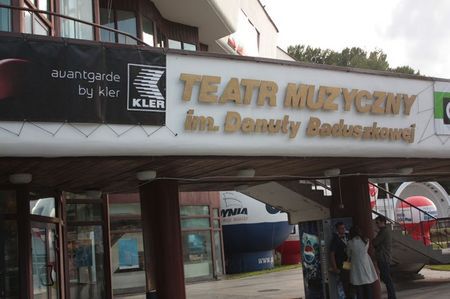 avantgarde
by kler
KLER
TEATR MUZYCZNY
im. Danuty Baduszkowej